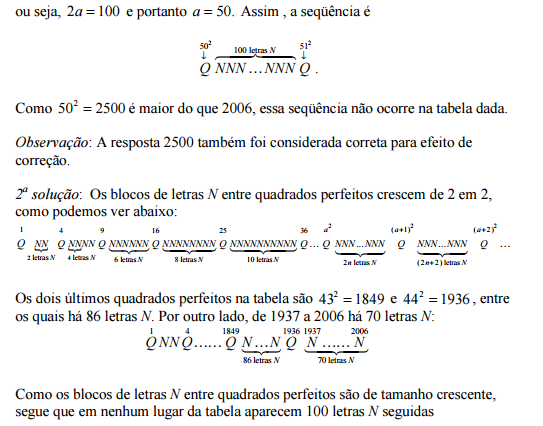 ou seja, 2a = 100 e portanto a = 50. Assim , a seqüência é
50² 100 letras N 51²
↓ ↓
Q NNN ... NNN Q .
Como 50² = 2500 é maior do que 2006, essa seqüência não ocorre na tabela dada.
Observação: A resposta 2500 também foi considerada correta para efeito de
correção.
2ª solução: Os blocos de letras N entre quadrados perfeitos crescem de 2 em 2,
como podemos ver abaixo:
1 4 9 16 25 36 a² (a+1)² (a+2)²
Q NN Q NNNN Q NNNNNN Q NNNNNNNN Q NNNNNNNNNN Q ... Q NNN...NNN Q NNN...NNN Q ...
2 letras N 4 letras N 6 letras N 8 letras N 10 letras N 2n letras N (2n+2) letras N
Os dois últimos quadrados perfeitos na tabela são 43² = 1849 e 44² = 1936 , entre
os quais há 86 letras N. Por outro lado, de 1937 a 2006 há 70 letras N:
1 4 1849 1936 1937 2006
Q NN Q ...... Q N...N Q N ...... N
86 letras N 70 letras N
Como os blocos de letras N entre quadrados perfeitos são de tamanho crescente,
segue que em nenhum lugar da tabela aparecem 100 letras N seguidas